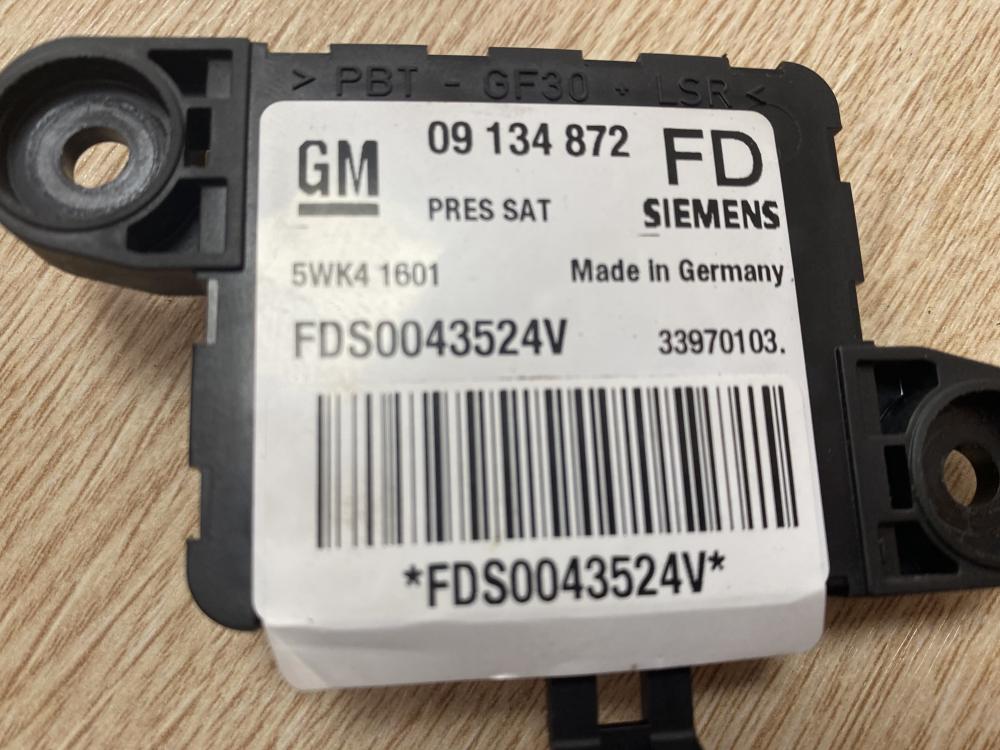 > PBT - GF30 + LSR <
GM 09 134 872 FD
PRES SAT SIEMENS
5WK4 1601 Made In Germany
FDS0043524V 33970103.
*FDS0043524V*